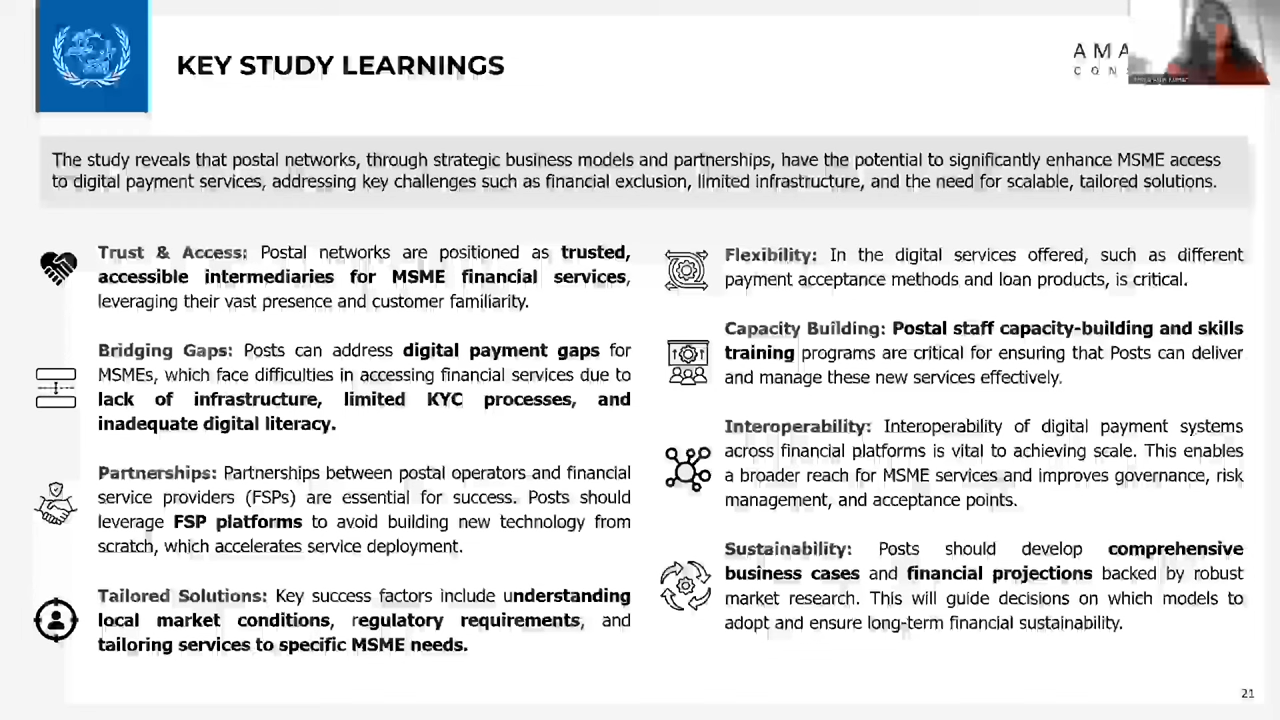 KEY STUDY LEARNINGS
AMA
CON
The study reveals that postal networks, through strategic business models and partnerships, have the potential to significantly enhance MSME access
to digital payment services, addressing key challenges such as financial exclusion, limited infrastructure, and the need for scalable, tailored solutions.
Trust & Access: Postal networks are positioned as trusted,
accessible intermediaries for MSME financial services,
leveraging their vast presence and customer familiarity.
Bridging Gaps: Posts can address digital payment gaps for
MSMEs, which face difficulties in accessing financial services due to
lack of infrastructure, limited KYC processes, and
inadequate digital literacy.
Partnerships: Partnerships between postal operators and financial
service providers (FSPs) are essential for success. Posts should
leverage FSP platforms to avoid building new technology from
scratch, which accelerates service deployment.
Tailored Solutions: Key success factors include understanding
local market conditions, regulatory requirements, and
tailoring services to specific MSME needs.
Flexibility: In the digital services offered, such as different
payment acceptance methods and loan products, is critical.
Capacity Building: Postal staff capacity-building and skills
training programs are critical for ensuring that Posts can deliver
and manage these new services effectively.
Interoperability: Interoperability of digital payment systems
across financial platforms is vital to achieving scale. This enables
a broader reach for MSME services and improves governance, risk
management, and acceptance points.
Sustainability: Posts should develop comprehensive
business cases and financial projections backed by robust
market research. This will guide decisions on which models to
adopt and ensure long-term financial sustainability.
21